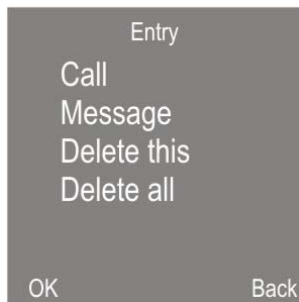 Entry
Call
Message
Delete this
Delete all
OK Back